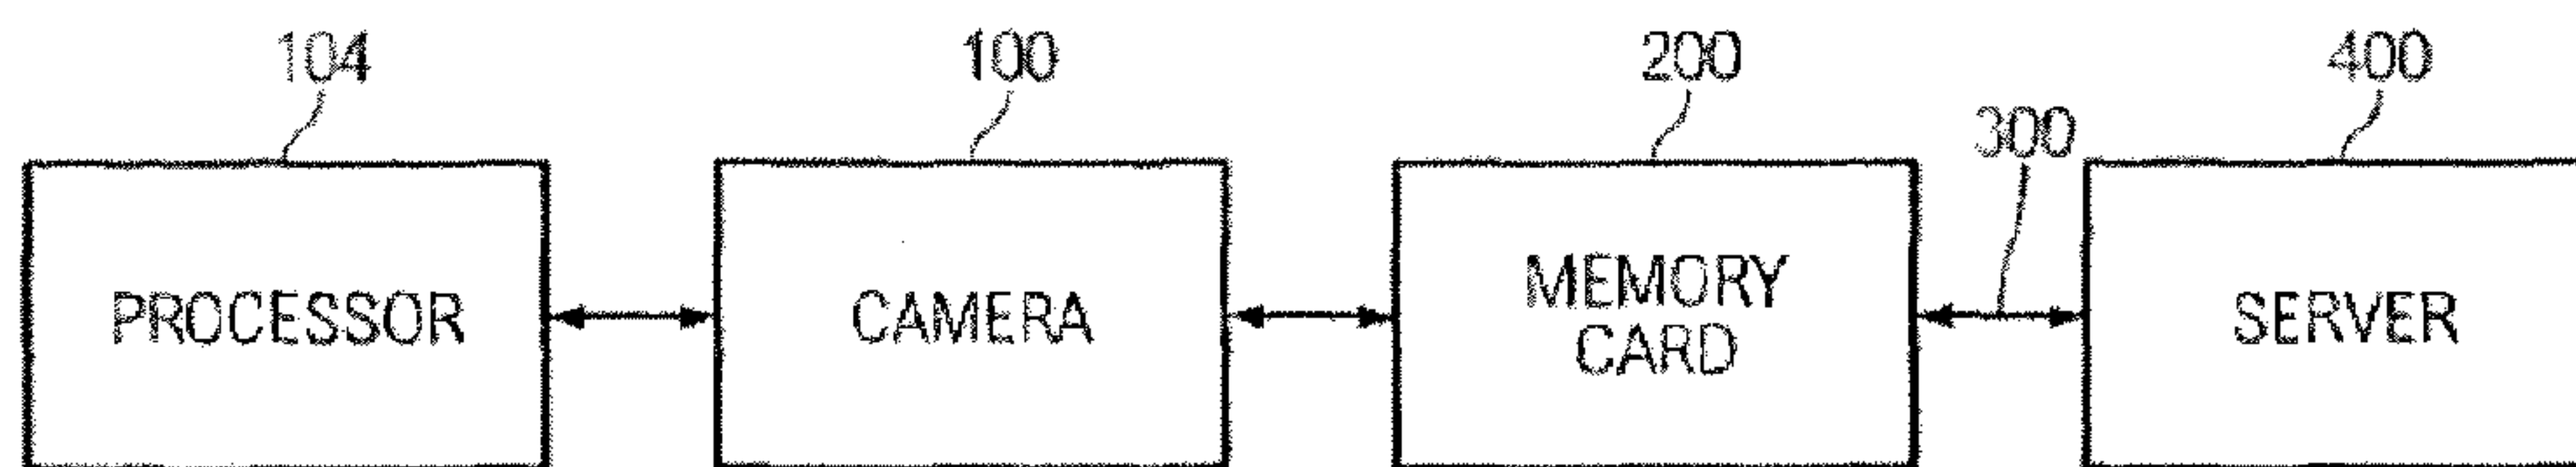 104
100
200
300
400
PROCESSOR
CAMERA
MEMORY
CARD
SERVER